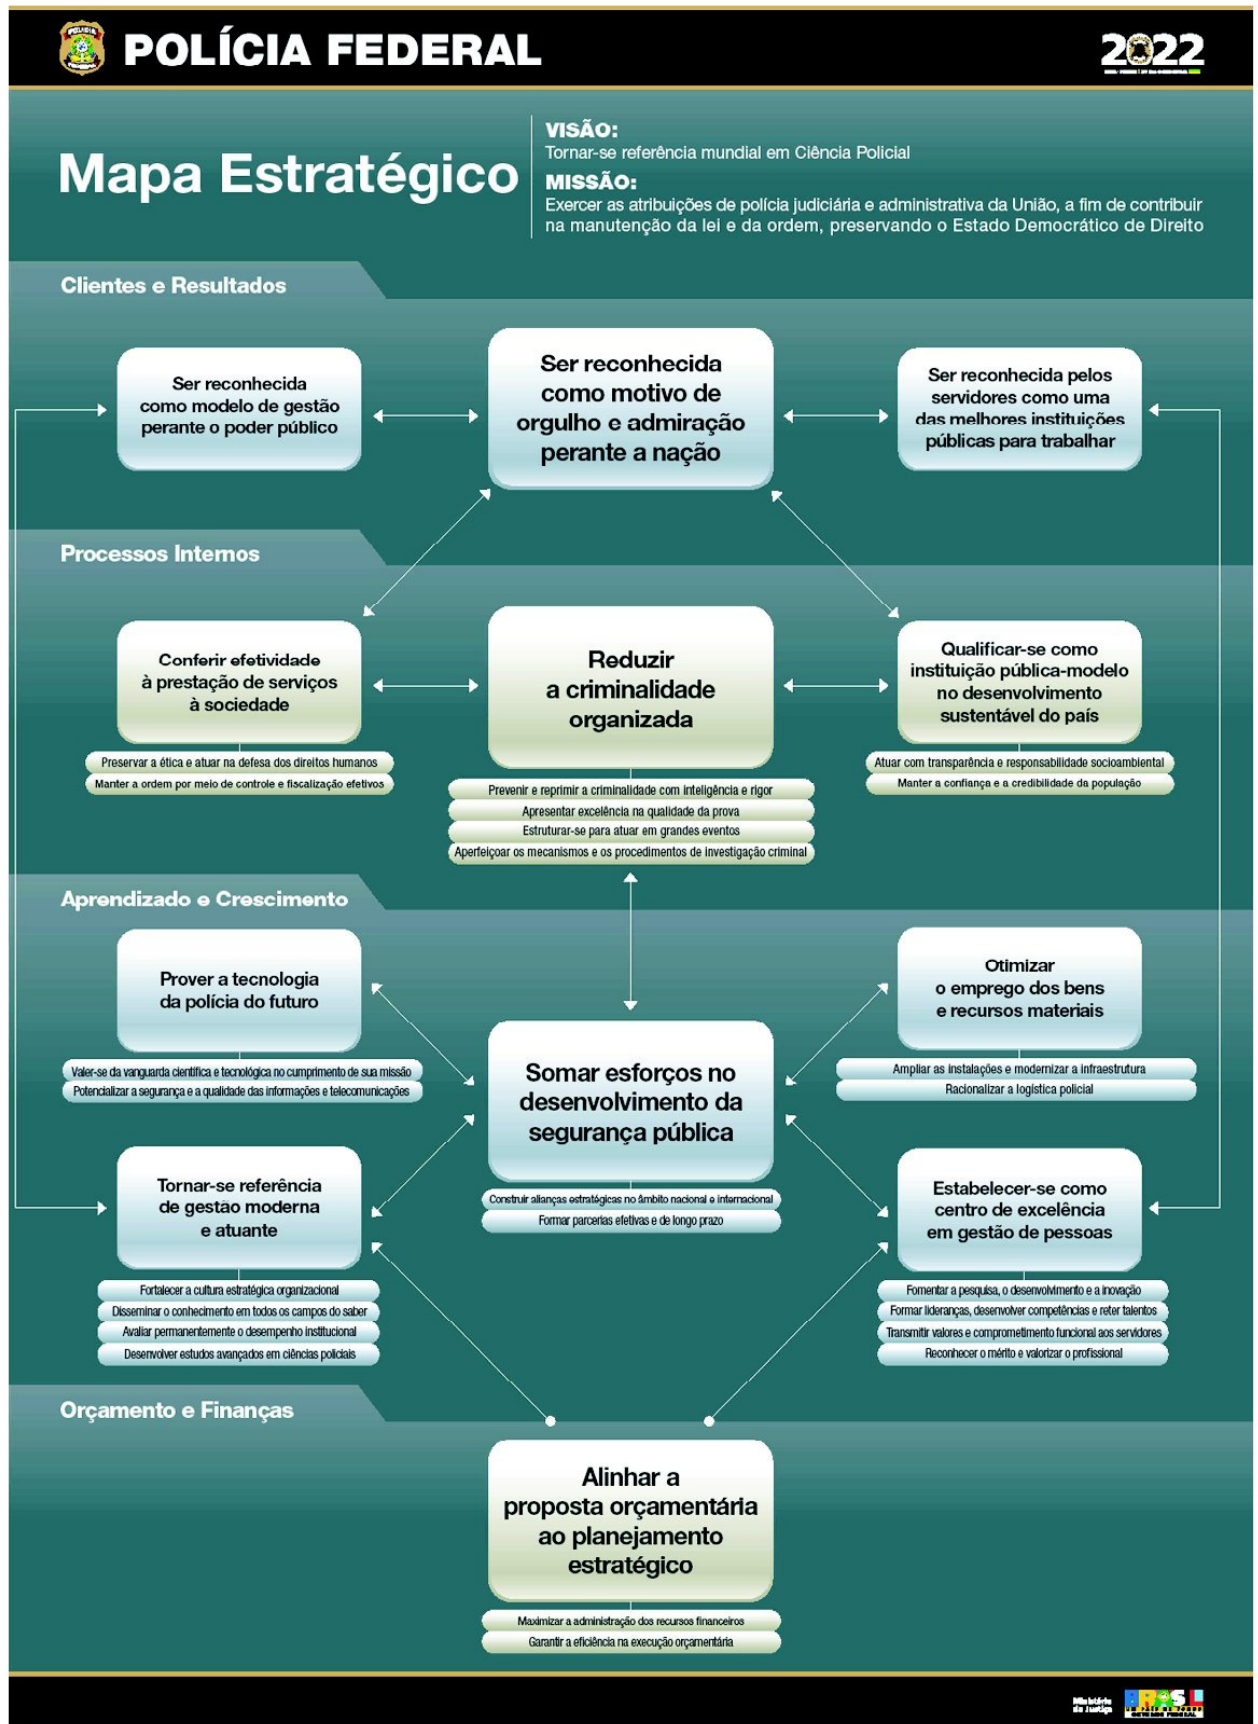 POLÍCIA FEDERAL
2022
Mapa Estratégico
VISÃO:
Tornar-se referência mundial em Ciência Policial
MISSÃO:
Exercer as atribuições de polícia judiciária e administrativa da União, a fim de contribuir
na manutenção da lei e da ordem, preservando o Estado Democrático de Direito
Clientes e Resultados
Ser reconhecida
como modelo de gestão
perante o poder público
Ser reconhecida
como motivo de
orgulho e admiração
perante a nação
Ser reconhecida pelos
servidores como uma
das melhores instituições
públicas para trabalhar
Processos Internos
Conferir efetividade
à prestação de serviços
à sociedade
Preservar a ética e atuar na defesa dos direitos humanos
Manter a ordem por meio de controle e fiscalização efetivos
Reduzir
a criminalidade
organizada
Prevenir e reprimir a criminalidade com inteligência e rigor
Apresentar excelência na qualidade da prova
Estruturar-se para atuar em grandes eventos
Aperfeiçoar os mecanismos e os procedimentos de investigação criminal
Qualificar-se como
instituição pública-modelo
no desenvolvimento
sustentável do país
Atuar com transparência e responsabilidade socioambiental
Manter a confiança e a credibilidade da população
Aprendizado e Crescimento
Prover a tecnologia
da polícia do futuro
Valer-se da vanguarda científica e tecnológica no cumprimento de sua missão
Potencializar a segurança e a qualidade das informações e telecomunicações
Otimizar
o emprego dos bens
e recursos materiais
Ampliar as instalações e modernizar a infraestrutura
Racionalizar a logística policial
Somar esforços no
desenvolvimento da
segurança pública
Construir alianças estratégicas no âmbito nacional e internacional
Formar parcerias efetivas e de longo prazo
Tornar-se referência
de gestão moderna
e atuante
Fortalecer a cultura estratégica organizacional
Disseminar o conhecimento em todos os campos do saber
Avaliar permanentemente o desempenho institucional
Desenvolver estudos avançados em ciências policiais
Estabelecer-se como
centro de excelência
em gestão de pessoas
Fomentar a pesquisa, o desenvolvimento e a inovação
Formar lideranças, desenvolver competências e reter talentos
Transmitir valores e comprometimento funcional aos servidores
Reconhecer o mérito e valorizar o profissional
Orçamento e Finanças
Alinhar a
proposta orçamentária
ao planejamento
estratégico
Maximizar a administração dos recursos financeiros
Garantir a eficiência na execução orçamentária
Ministério
da Justiça
BRASIL
UM PAÍS DE TODOS
GOVERNO FEDERAL